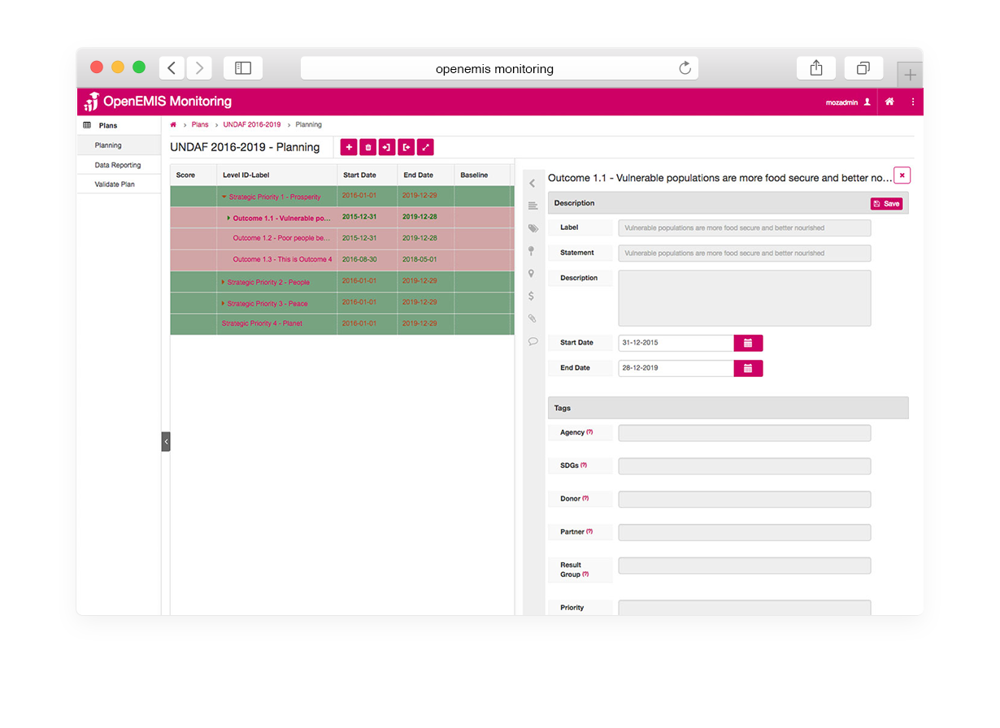 openemis monitoring
OpenEMIS Monitoring
mozadmin
Plans
Planning
Data Reporting
Validate Plan
Plans > UNDAF 2016-2019 > Planning
UNDAF 2016-2019 - Planning
Score Level ID-Label Start Date End Date Baseline
Strategic Priority 1 - Prosperity 2016-01-01 2019-12-29
Outcome 1.1 - Vulnerable po... 2015-12-31 2019-12-28
Outcome 1.2 - Poor people be... 2015-12-31 2019-12-28
Outcome 1.3 - This is Outcome 4 2016-08-30 2018-05-01
Strategic Priority 2 - People 2016-01-01 2019-12-29
Strategic Priority 3 - Peace 2016-01-01 2019-12-29
Strategic Priority 4 - Planet 2016-01-01 2019-12-29
Outcome 1.1 - Vulnerable populations are more food secure and better no...
Description Save
Label Vulnerable populations are more food secure and better nourished
Statement Vulnerable populations are more food secure and better nourished
Description
Start Date 31-12-2015
End Date 28-12-2019
Tags
Agency (?)
SDGs (?)
Donor (?)
Partner (?)
Result
Group (?)
Priority